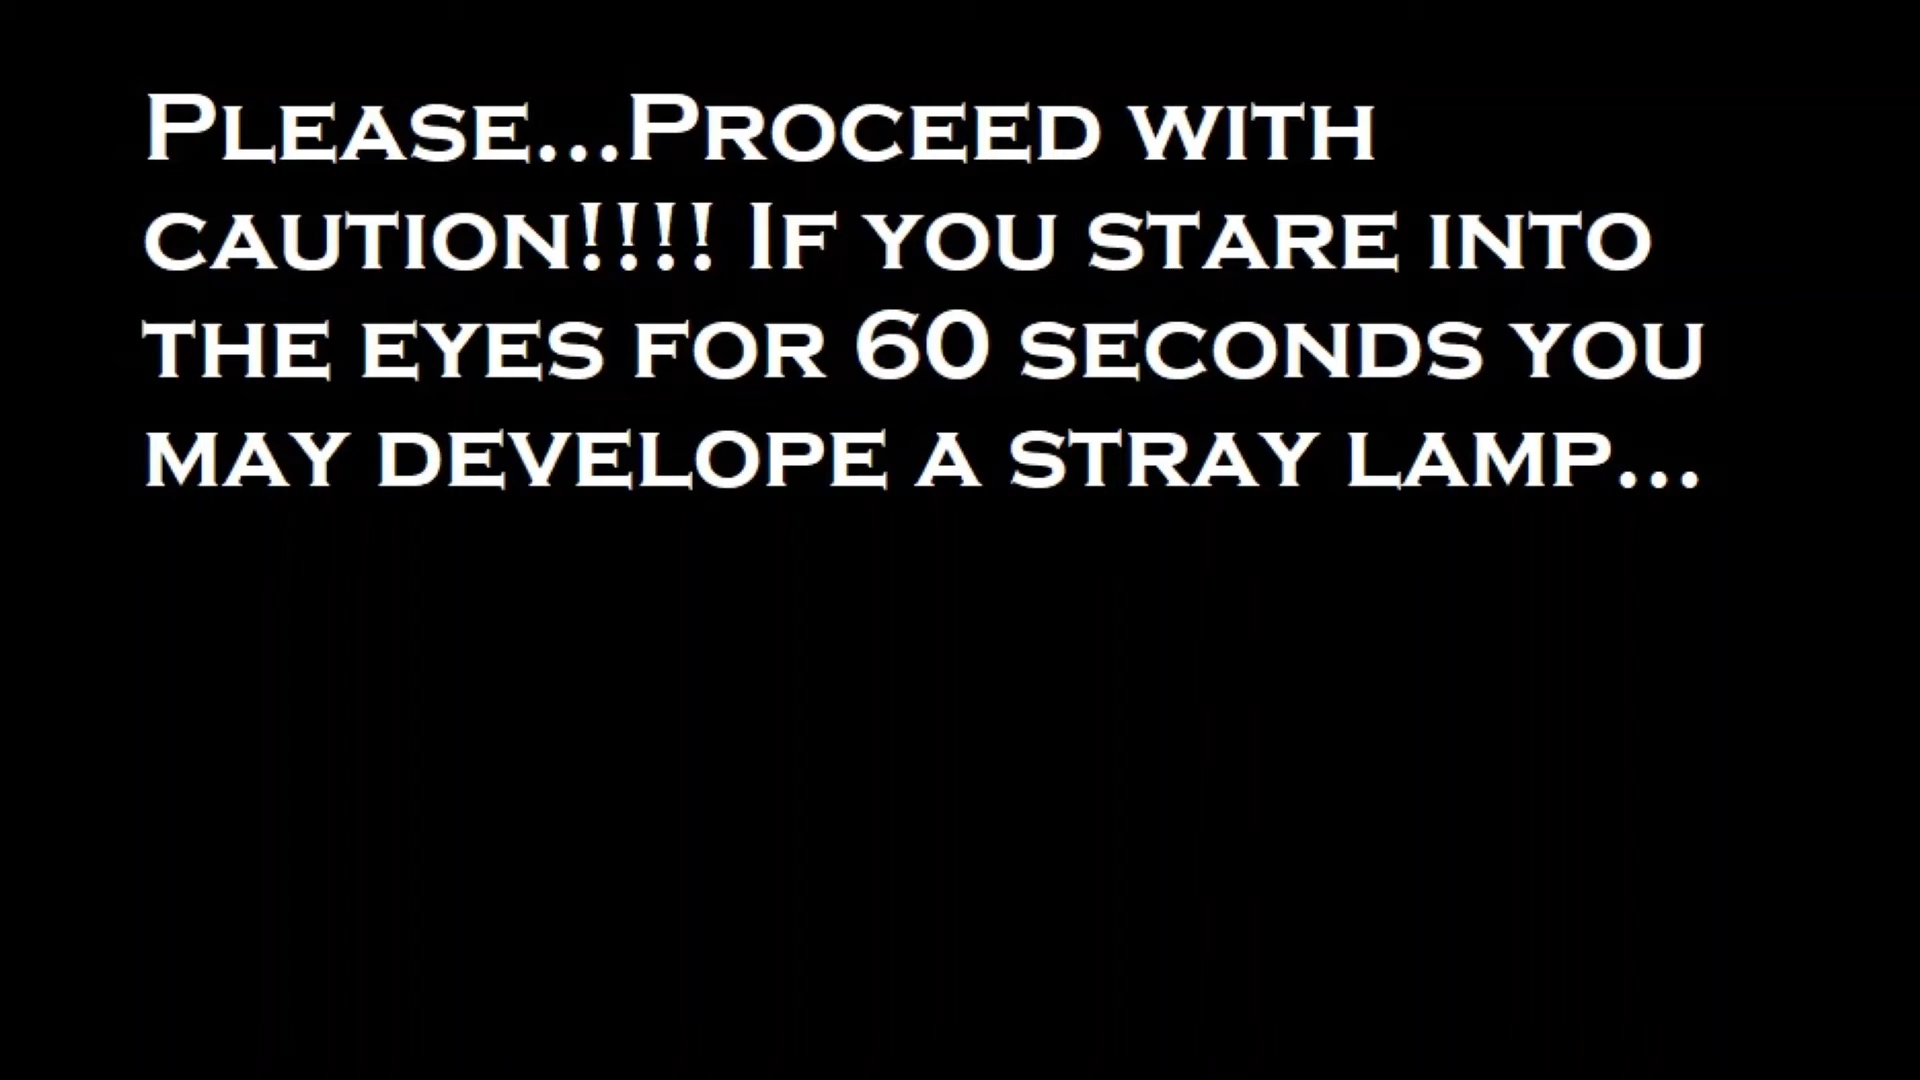 Please...Proceed with
caution!!!! If you stare into
the eyes for 60 seconds you
may develope a stray lamp...